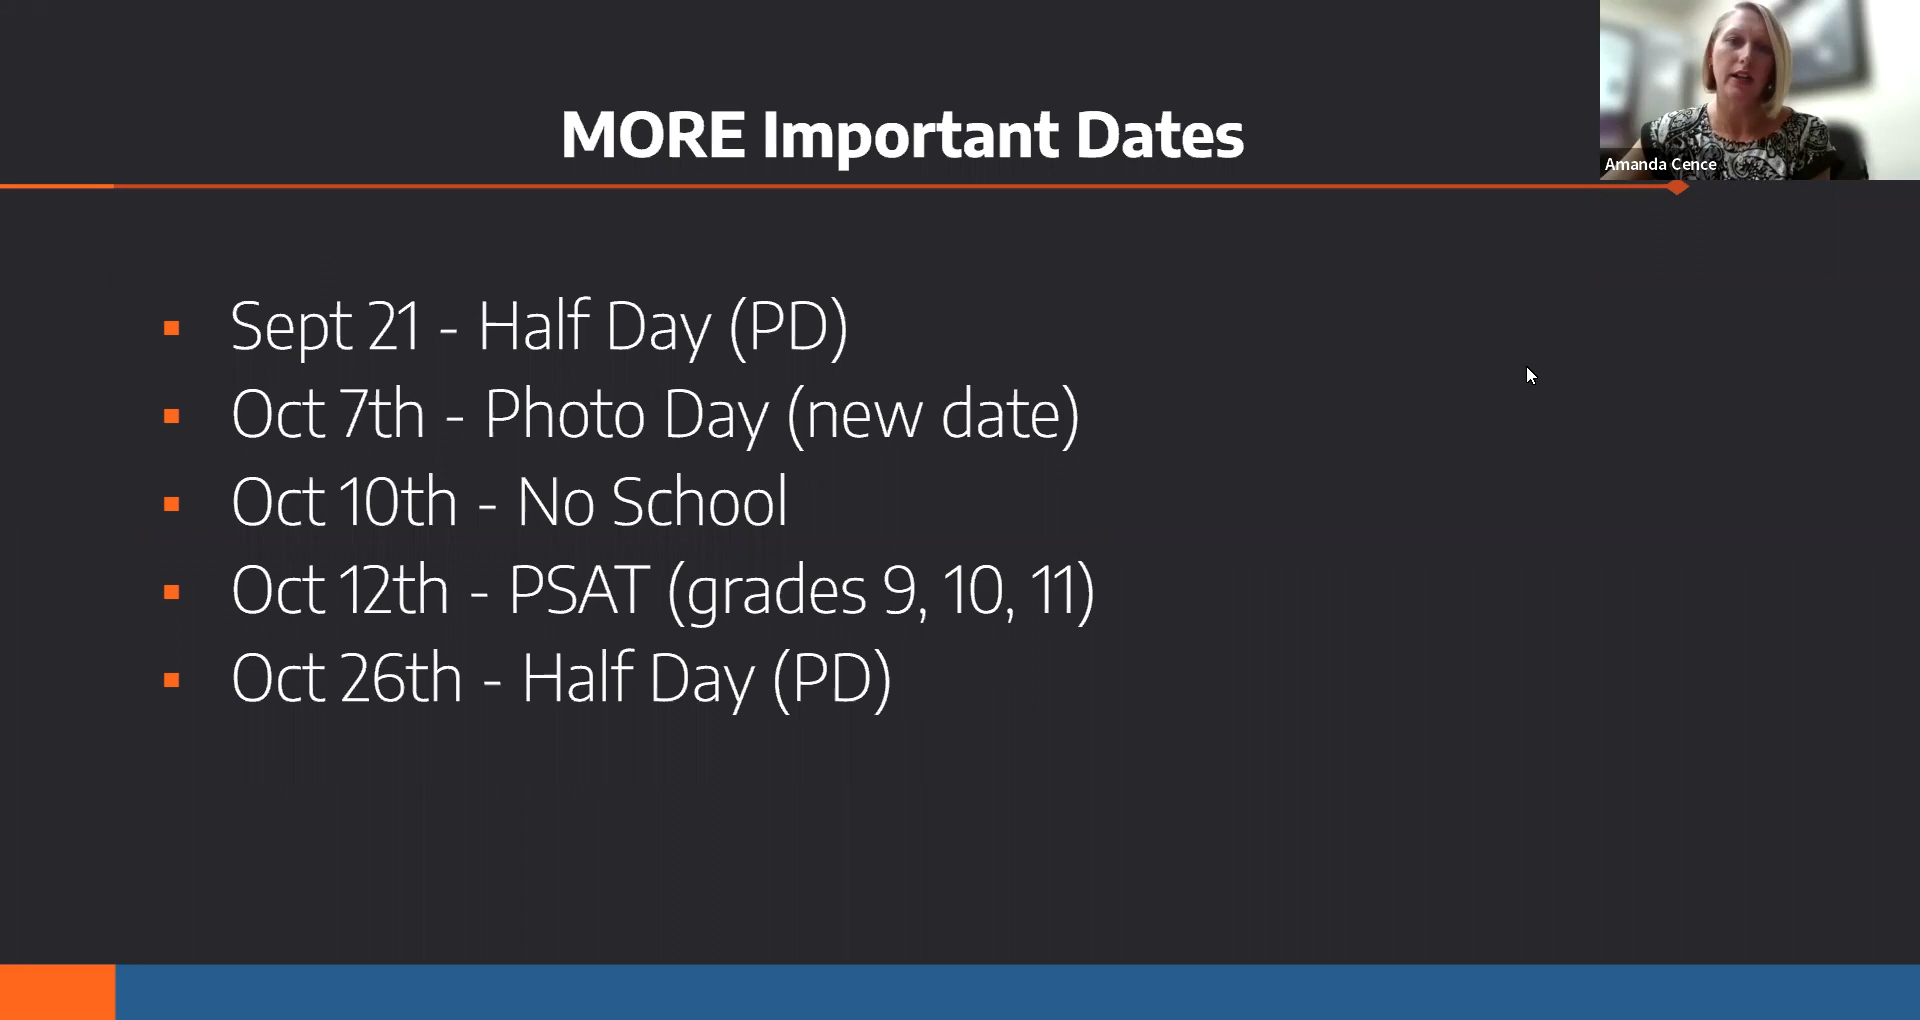 MORE Important Dates
Amanda Cence
Sept 21 - Half Day (PD)
Oct 7th - Photo Day (new date)
Oct 10th - No School
Oct 12th - PSAT (grades 9, 10, 11)
Oct 26th - Half Day (PD)